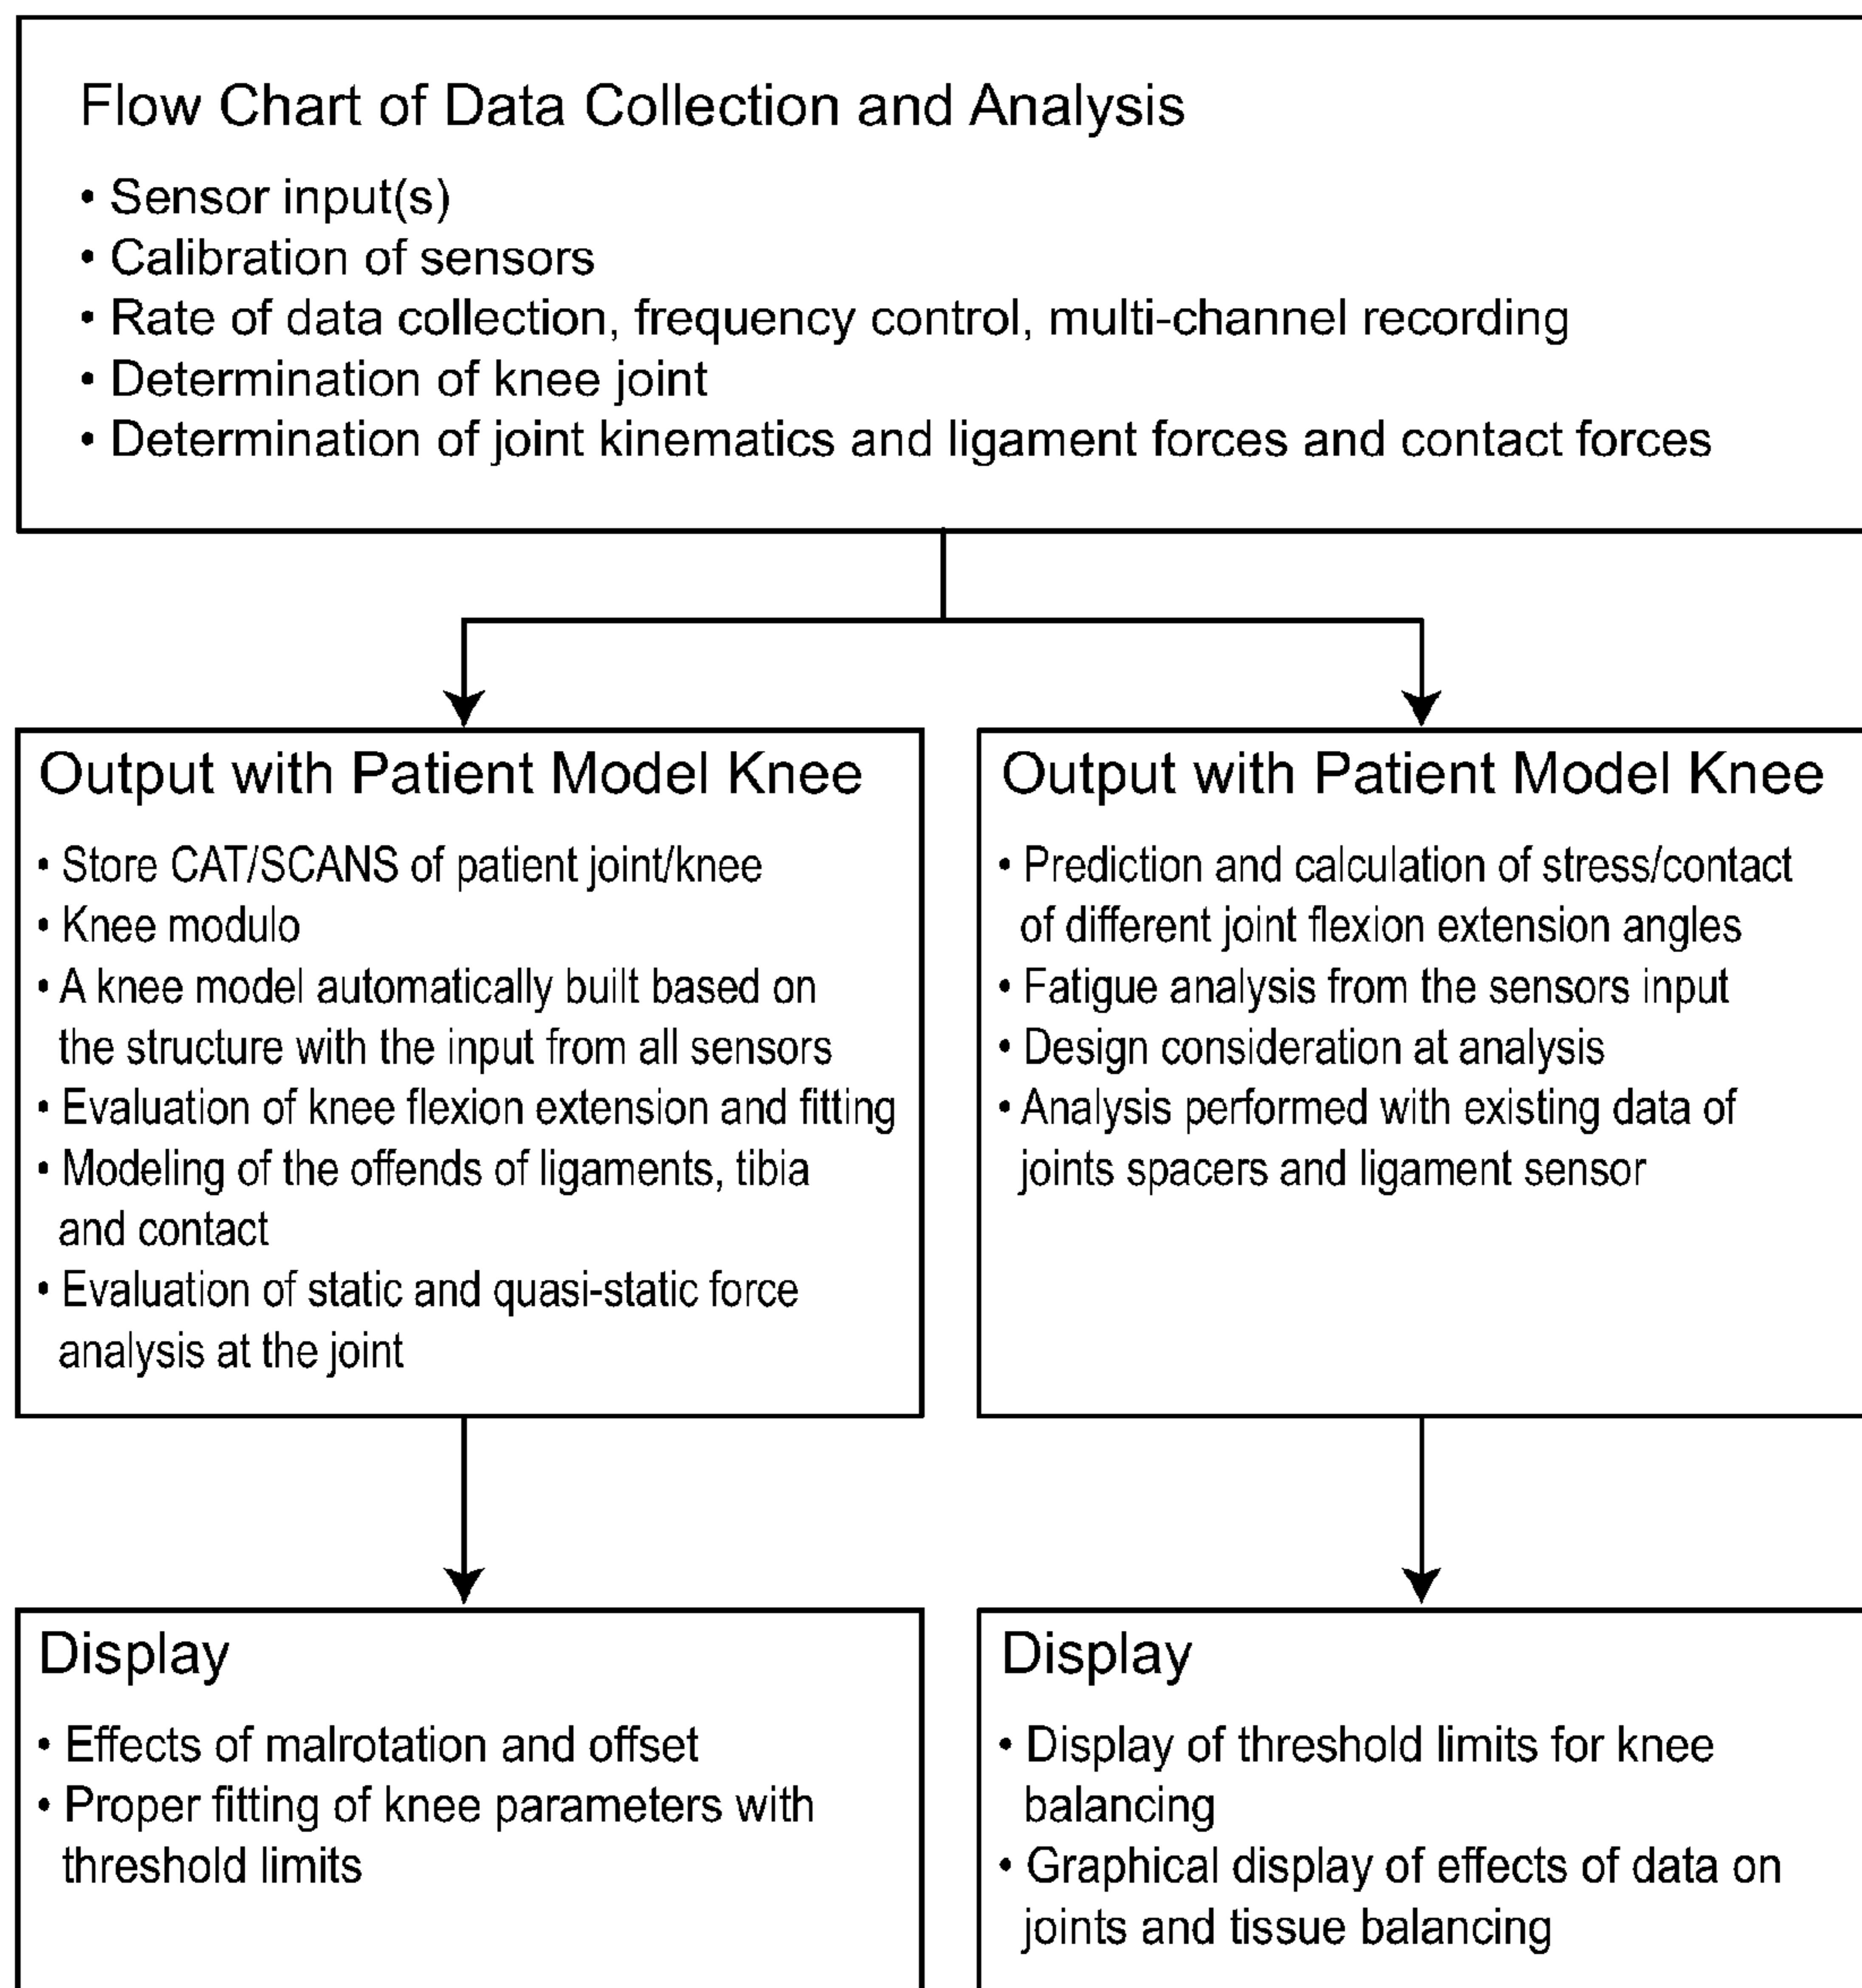 Flow Chart of Data Collection and Analysis
• Sensor input(s)
• Calibration of sensors
• Rate of data collection, frequency control, multi-channel recording
• Determination of knee joint
• Determination of joint kinematics and ligament forces and contact forces
Output with Patient Model Knee
• Store CAT/SCANS of patient joint/knee
• Knee modulo
• A knee model automatically built based on
the structure with the input from all sensors
• Evaluation of knee flexion extension and fitting
• Modeling of the offends of ligaments, tibia
and contact
• Evaluation of static and quasi-static force
analysis at the joint
Output with Patient Model Knee
• Prediction and calculation of stress/contact
of different joint flexion extension angles
• Fatigue analysis from the sensors input
• Design consideration at analysis
• Analysis performed with existing data of
joints spacers and ligament sensor
Display
• Effects of malrotation and offset
• Proper fitting of knee parameters with
threshold limits
Display
• Display of threshold limits for knee
balancing
• Graphical display of effects of data on
joints and tissue balancing